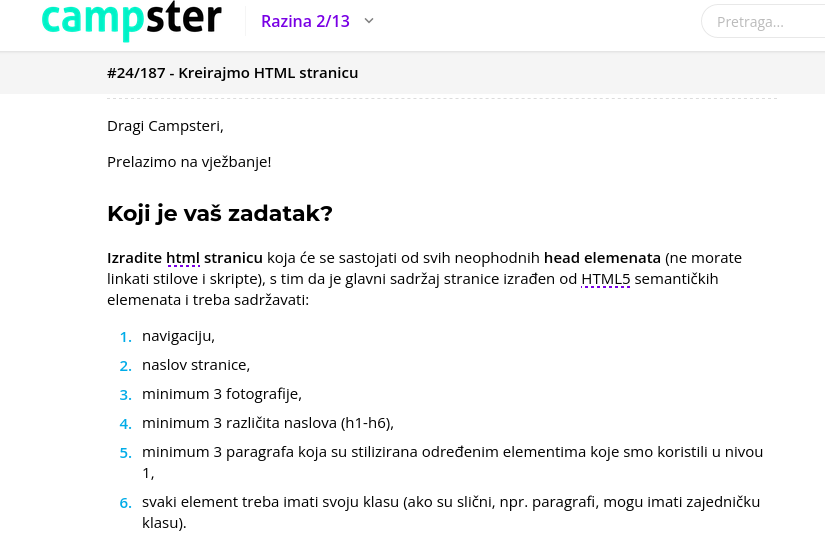 campster
Razina 2/13
Pretraga...
#24/187 - Kreirajmo HTML stranicu
Dragi Campsteri,
Prelazimo na vježbanje!
Koji je vaš zadatak?
Izradite html stranicu koja će se sastojati od svih neophodnih head elemenata (ne morate
linkati stilove i skripte), s tim da je glavni sadržaj stranice izrađen od HTML5 semantičkih
elemenata i treba sadržavati:
1. navigaciju,
2. naslov stranice,
3. minimum 3 fotografije,
4. minimum 3 različita naslova (h1-h6),
5. minimum 3 paragrafa koja su stilizirana određenim elementima koje smo koristili u nivou
1,
6. svaki element treba imati svoju klasu (ako su slični, npr. paragrafi, mogu imati zajedničku
klasu).